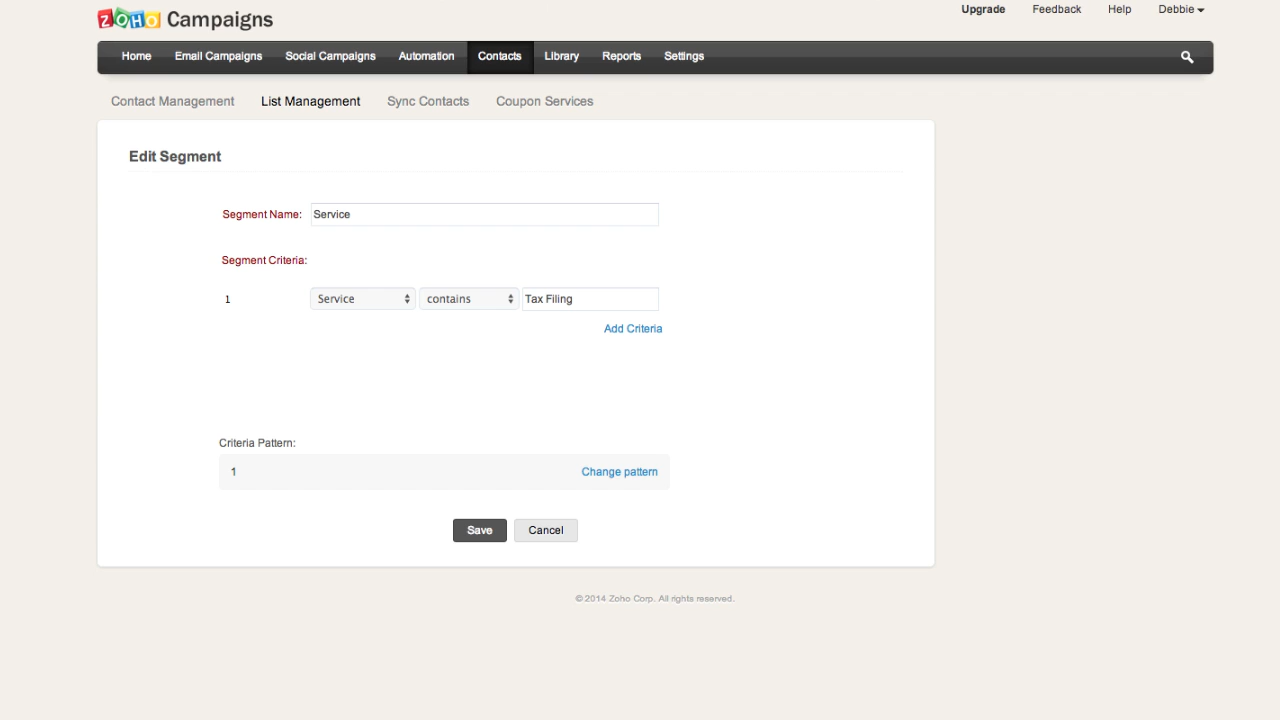 ZOHO Campaigns
Upgrade Feedback Help Debbie
Home Email Campaigns Social Campaigns Automation Contacts Library Reports Settings
Contact Management List Management Sync Contacts Coupon Services
Edit Segment
Segment Name: Service
Segment Criteria:
1 Service contains Tax Filing
Add Criteria
Criteria Pattern:
1 Change pattern
Save Cancel
© 2014 Zoho Corp. All rights reserved.